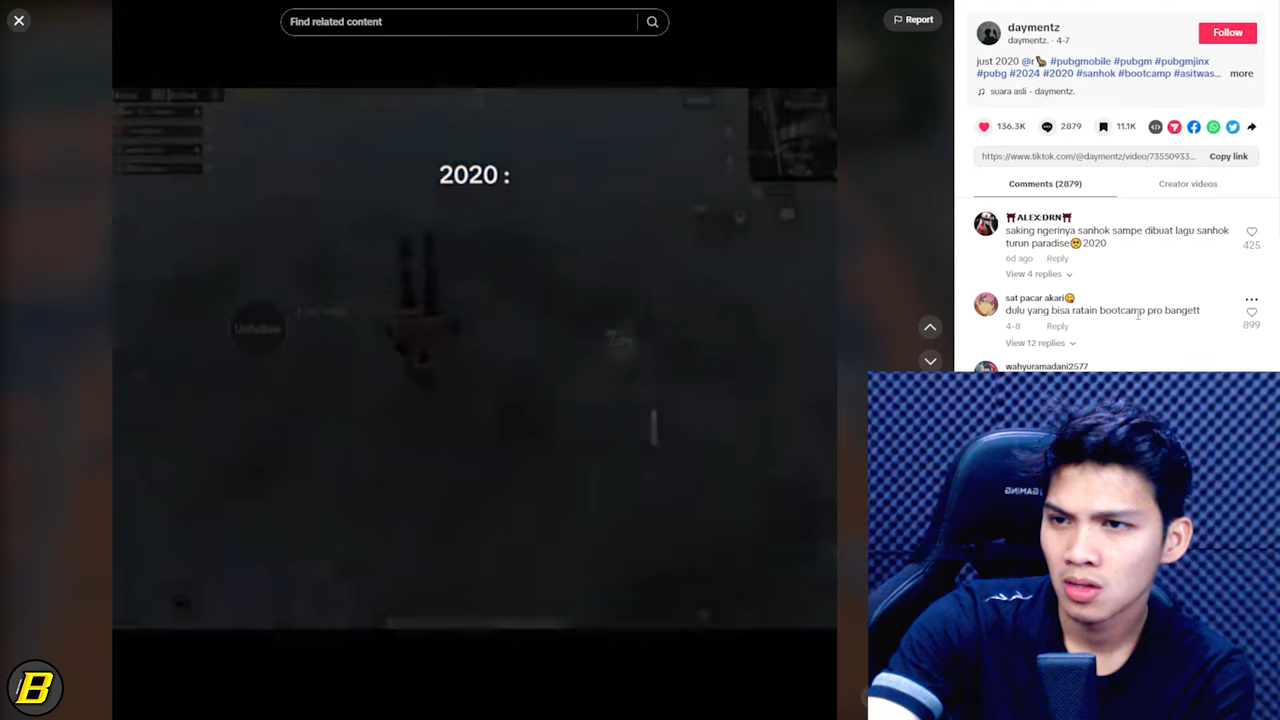 Find related content
Report
2020 :
Unfollow
daymentz
daymentz. · 4-7
Follow
just 2020 @r🐆 #pubgmobile #pubgm #pubgmjinx
#pubg #2024 #2020 #sanhok #bootcamp #asitwas... more
suara asli - daymentz.
136.3K
2879
11.1K
https://www.tiktok.com/@daymentz/video/73550933...
Copy link
Comments (2879)
Creator videos
⛩ALEX:DRN⛩
saking ngerinya sanhok sampe dibuat lagu sanhok
turun paradise🥺2020
425
6d ago Reply
View 4 replies
sat pacar akari😋
dulu yang bisa ratain bootcamp pro bangett
899
4-8 Reply
View 12 replies
wahyuramadani2577
GAMING
B